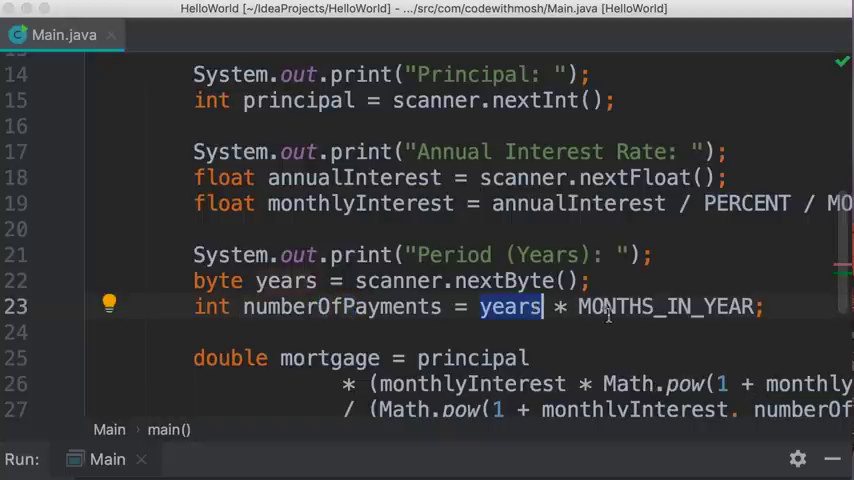 HelloWorld [~/IdeaProjects/HelloWorld] - .../src/com/codewithmosh/Main.java [HelloWorld]
Main.java
14 System.out.print("Principal: ");
15 int principal = scanner.nextInt();
16
17 System.out.print("Annual Interest Rate: ");
18 float annualInterest = scanner.nextFloat();
19 float monthlyInterest = annualInterest / PERCENT / MO
20
21 System.out.print("Period (Years): ");
22 byte years = scanner.nextByte();
23 int numberOfPayments = years * MONTHS_IN_YEAR;
24
25 double mortgage = principal
26 * (monthlyInterest * Math.pow(1 + monthly
27 / (Math.pow(1 + monthlyInterest, numberOf
Main main()
Run: Main